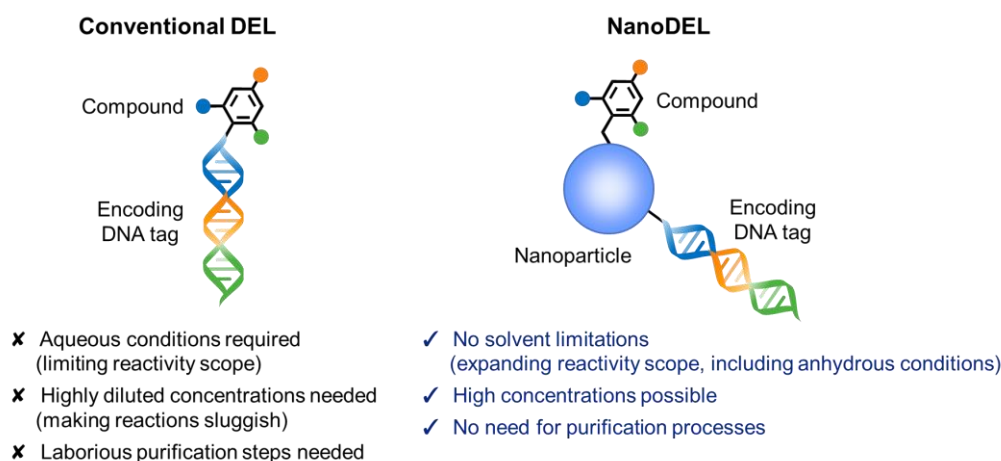 Conventional DEL
Compound
Encoding
DNA tag
✘ Aqueous conditions required
(limiting reactivity scope)
✘ Highly diluted concentrations needed
(making reactions sluggish)
✘ Laborious purification steps needed
NanoDEL
Compound
Nanoparticle
Encoding
DNA tag
✓ No solvent limitations
(expanding reactivity scope, including anhydrous conditions)
✓ High concentrations possible
✓ No need for purification processes